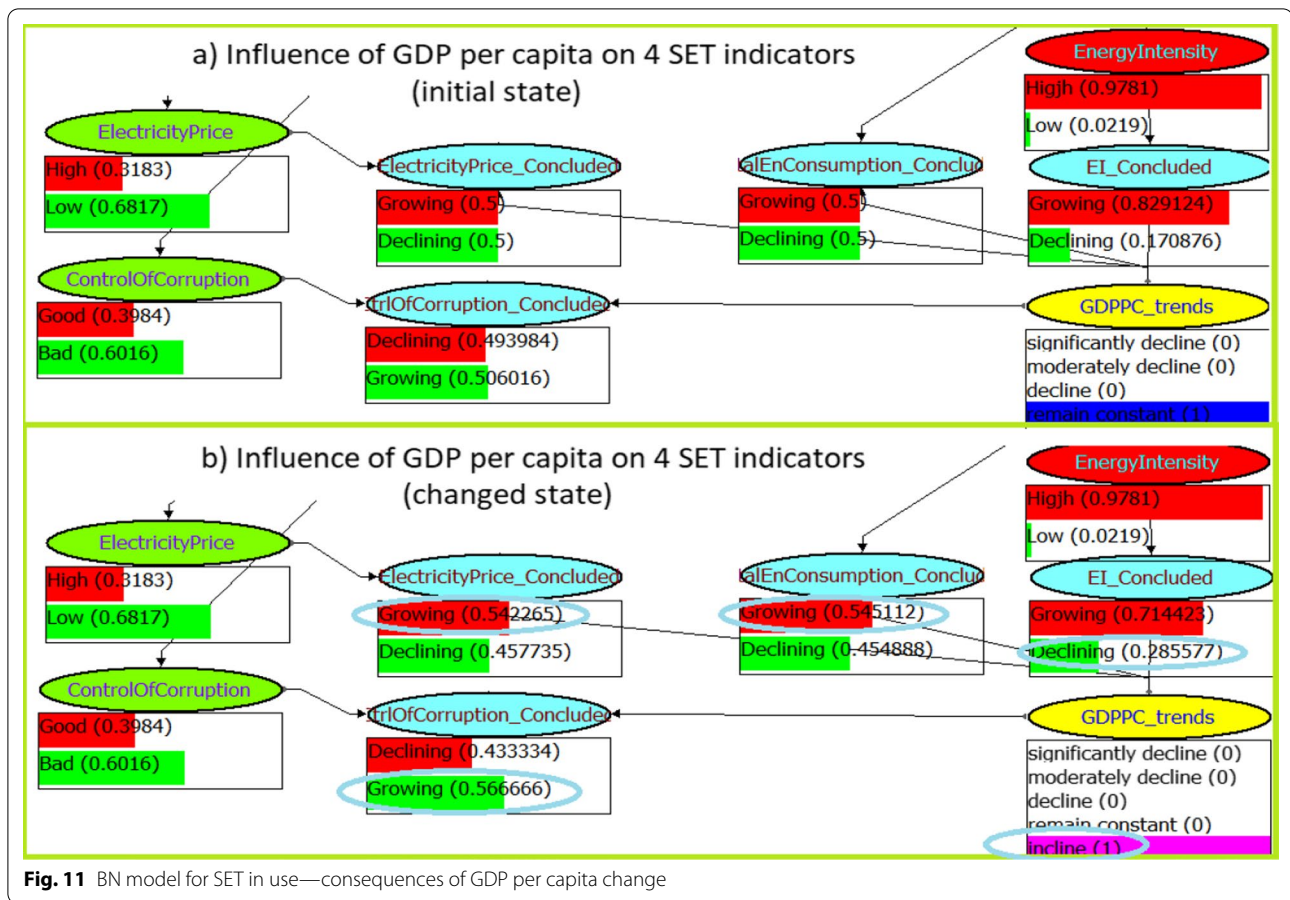 a) Influence of GDP per capita on 4 SET indicators
(initial state)
EnergyIntensity
Higjh (0.9781)
Low (0.0219)
ElectricityPrice
High (0.3183)
Low (0.6817)
ElectricityPrice_Concluded
Growing (0.5)
Declining (0.5)
alEnConsumption_Conclud
Growing (0.5)
Declining (0.5)
EI_Concluded
Growing (0.829124)
Declining (0.170876)
ControlOfCorruption
Good (0.3984)
Bad (0.6016)
trlOfCorruption_Concluded
Declining (0.493984)
Growing (0.506016)
GDPPC_trends
significantly decline (0)
moderately decline (0)
decline (0)
remain constant (1)
b) Influence of GDP per capita on 4 SET indicators
(changed state)
EnergyIntensity
Higjh (0.9781)
Low (0.0219)
ElectricityPrice
High (0.3183)
Low (0.6817)
ElectricityPrice_Concluded
Growing (0.542265)
Declining (0.457735)
alEnConsumption_Conclud
Growing (0.545112)
Declining (0.454888)
EI_Concluded
Growing (0.714423)
Declining (0.285577)
ControlOfCorruption
Good (0.3984)
Bad (0.6016)
trlOfCorruption_Concluded
Declining (0.433334)
Growing (0.566666)
GDPPC_trends
significantly decline (0)
moderately decline (0)
decline (0)
remain constant (0)
incline (1)
Fig. 11 BN model for SET in use—consequences of GDP per capita change